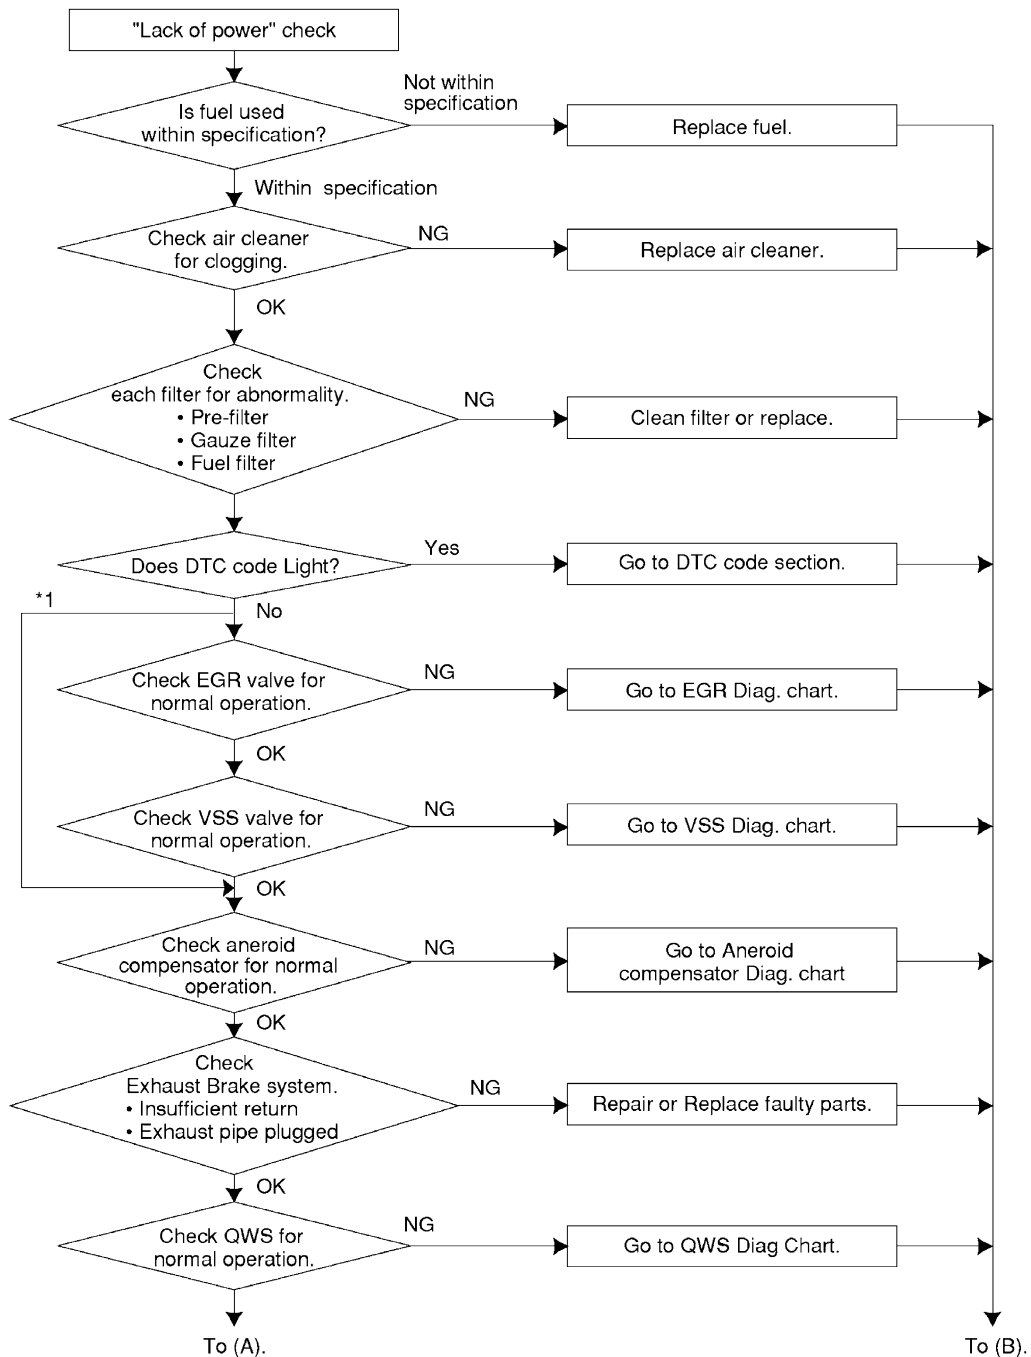 "Lack of power" check
Not within
specification
Is fuel used
within specification?
Replace fuel.
Within specification
Check air cleaner
for clogging.
NG
Replace air cleaner.
OK
Check
each filter for abnormality.
• Pre-filter
• Gauze filter
• Fuel filter
NG
Clean filter or replace.
Does DTC code Light?
Yes
Go to DTC code section.
*1
No
Check EGR valve for
normal operation.
NG
Go to EGR Diag. chart.
OK
Check VSS valve for
normal operation.
NG
Go to VSS Diag. chart.
OK
Check aneroid
compensator for normal
operation.
NG
Go to Aneroid
compensator Diag. chart
OK
Check
Exhaust Brake system.
• Insufficient return
• Exhaust pipe plugged
NG
Repair or Replace faulty parts.
OK
Check QWS for
normal operation.
NG
Go to QWS Diag Chart.
To (A).
To (B).